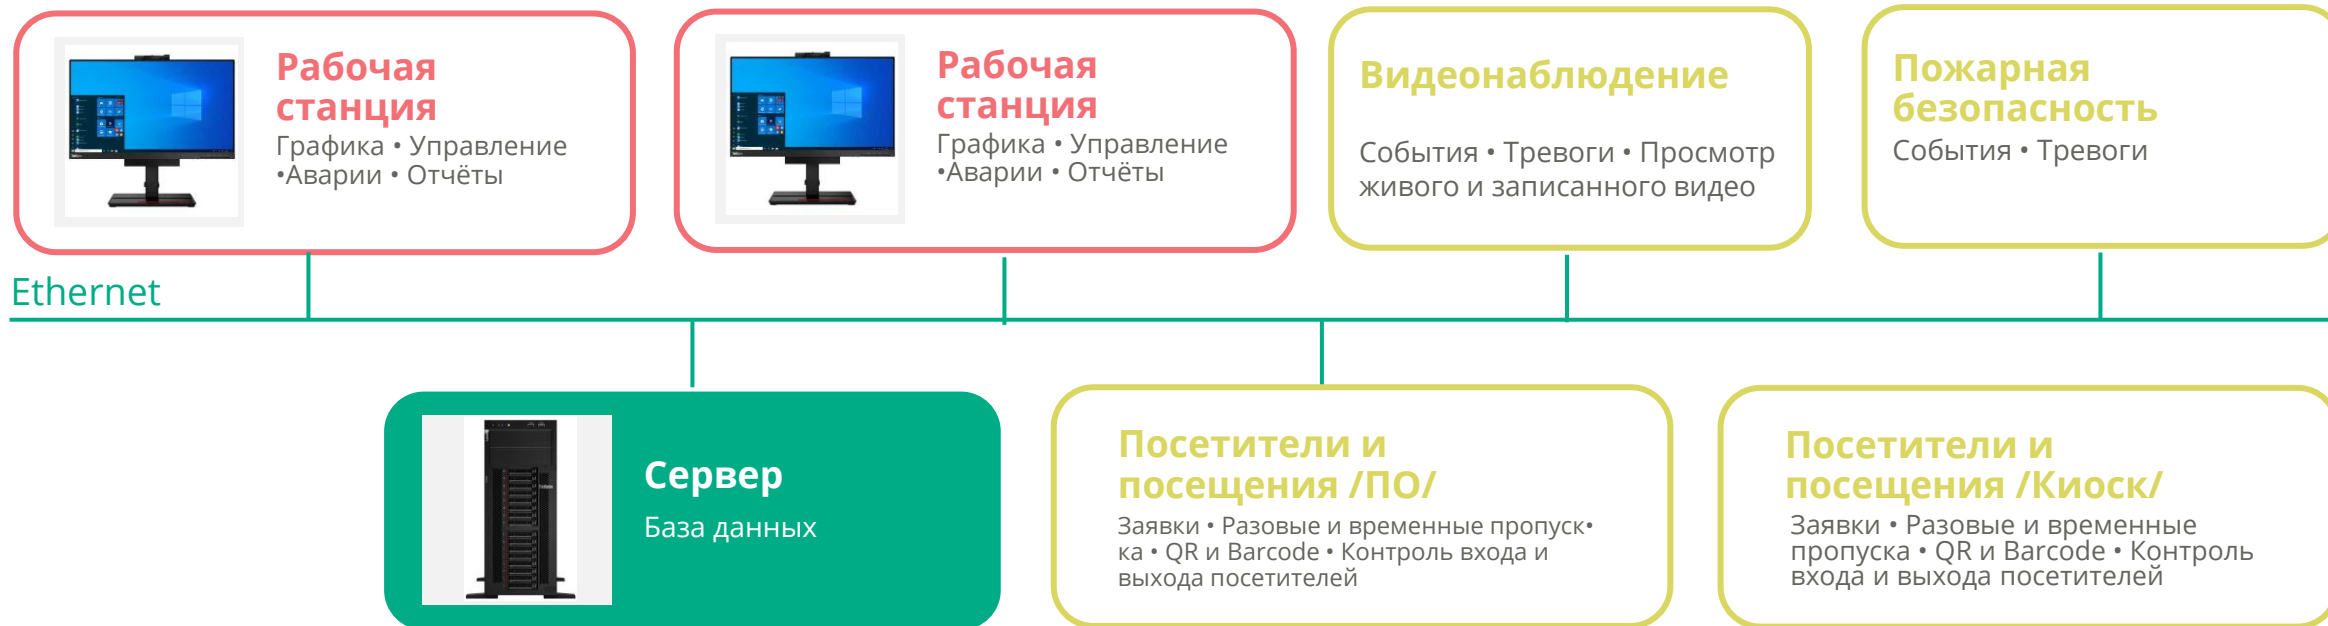 Рабочая
станция
Графика • Управление
•Аварии • Отчёты
Рабочая
станция
Графика • Управление
•Аварии • Отчёты
Видеонаблюдение
События • Тревоги • Просмотр
живого и записанного видео
Пожарная
безопасность
События • Тревоги
Ethernet
Сервер
База данных
Посетители и
посещения /ПО/
Заявки • Разовые и временные пропуск•
ка • QR и Barcode • Контроль входа и
выхода посетителей
Посетители и
посещения /Киоск/
Заявки • Разовые и временные
пропуска • QR и Barcode • Контроль
входа и выхода посетителей